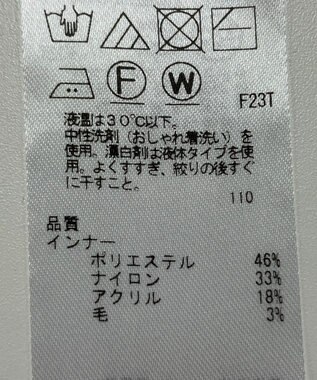 F W
F23T
液温は30℃以下。
中性洗剤(おしゃれ着洗い)を
使用。漂白剤は液体タイプを使
用。よくすすぎ、絞りの後すぐ
に干すこと。
110
品質
インナー
ポリエステル 46%
ナイロン 33%
アクリル 18%
毛 3%